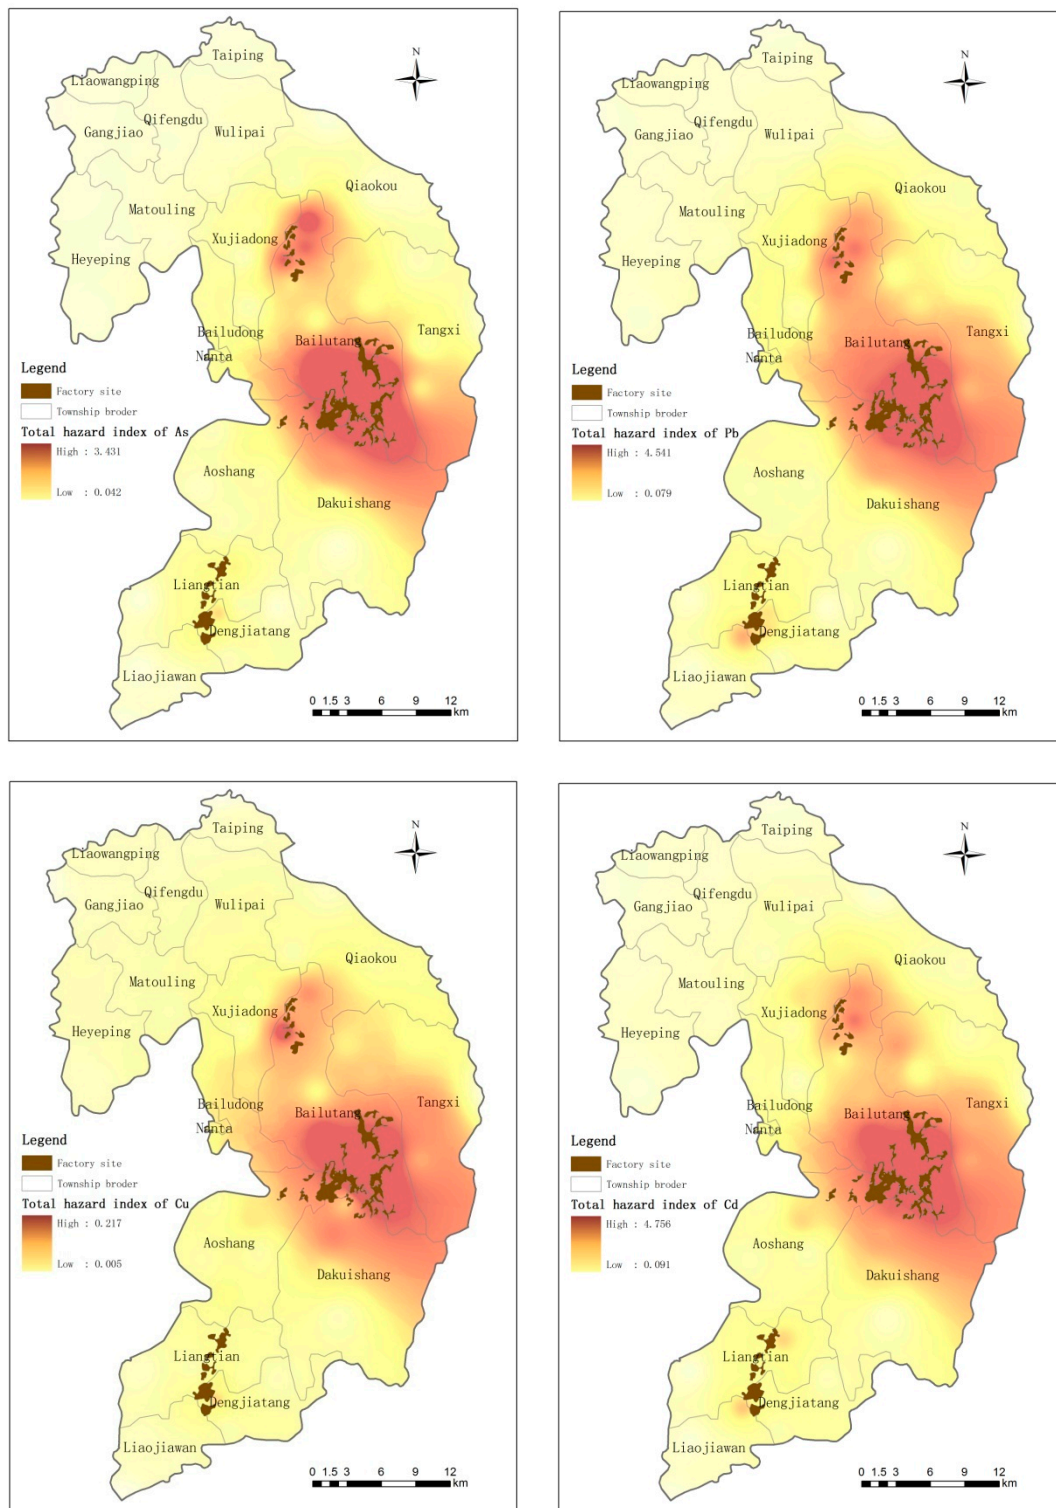 Taiping
N
Liaowangping
Qifengdu
Gangjiao
Wulipai
Qiaokou
Matouling
Xujiadong
Heyeping
Bailudong
Bailutang
Tangxi
Nanta
Legend
Factory site
Township broder
Total hazard index of As
High : 3.431
Low : 0.042
Aoshang
Dakuishang
Liangtian
Dengjiatang
Liaojiawan
0 1.5 3 6 9 12
km
Taiping
N
Liaowangping
Qifengdu
Gangjiao
Wulipai
Qiaokou
Matouling
Xujiadong
Heyeping
Bailudong
Bailutang
Tangxi
Nanta
Legend
Factory site
Township broder
Total hazard index of Pb
High : 4.541
Low : 0.079
Aoshang
Dakuishang
Liangtian
Dengjiatang
Liaojiawan
0 1.5 3 6 9 12
km
Taiping
N
Liaowangping
Qifengdu
Gangjiao
Wulipai
Qiaokou
Matouling
Xujiadong
Heyeping
Bailudong
Bailutang
Tangxi
Nanta
Legend
Factory site
Township broder
Total hazard index of Cu
High : 0.217
Low : 0.005
Aoshang
Dakuishang
Liangtian
Dengjiatang
Liaojiawan
0 1.5 3 6 9 12
km
Taiping
N
Liaowangping
Qifengdu
Gangjiao
Wulipai
Qiaokou
Matouling
Xujiadong
Heyeping
Bailudong
Bailutang
Tangxi
Nanta
Legend
Factory site
Township broder
Total hazard index of Cd
High : 4.756
Low : 0.091
Aoshang
Dakuishang
Liangtian
Dengjiatang
Liaojiawan
0 1.5 3 6 9 12
km